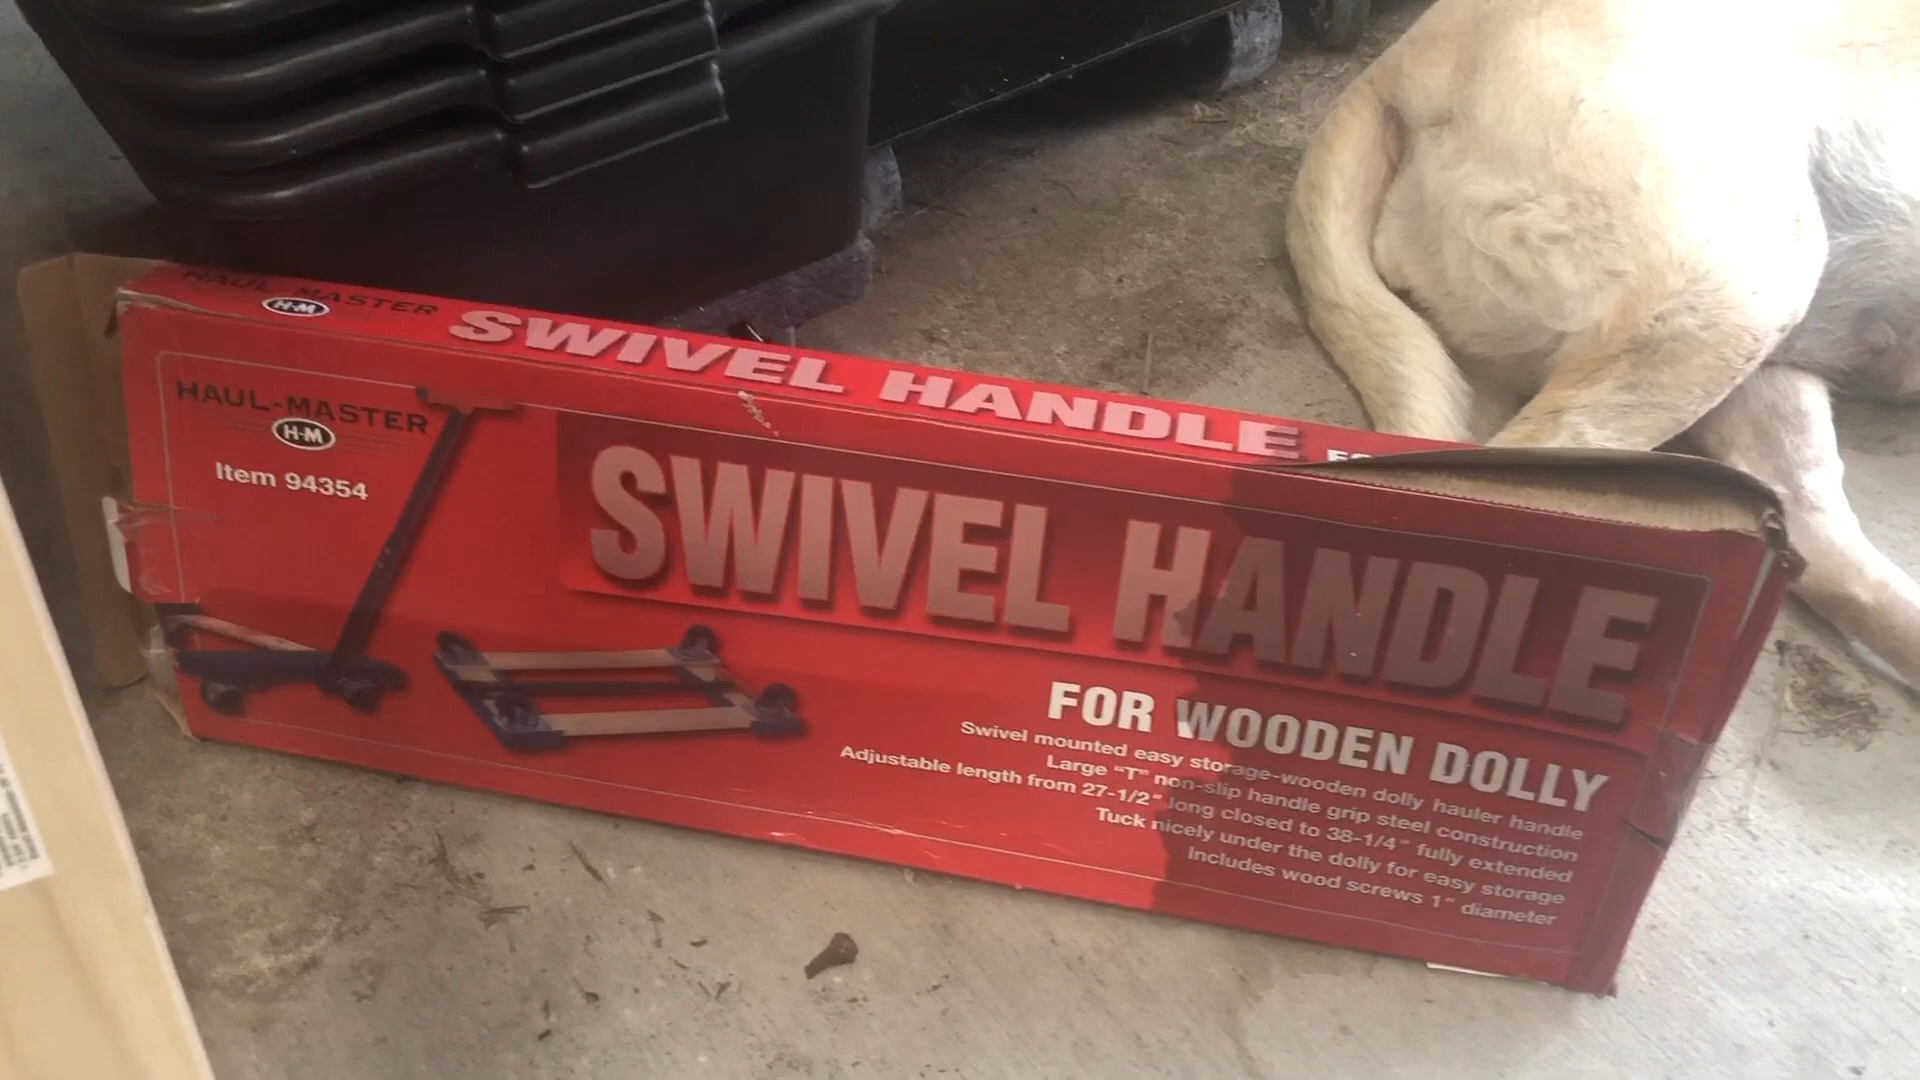 HAUL-MASTER
H-M
SWIVEL HANDLE
HAUL-MASTER
H-M
Item 94354
SWIVEL HANDLE
FOR WOODEN DOLLY
Swivel mounted easy storage-wooden dolly hauler handle
Large "T" non-slip handle grip steel construction
Adjustable length from 27-1/2" long closed to 38-1/4" fully extended
Tuck nicely under the dolly for easy storage
Includes wood screws 1" diameter